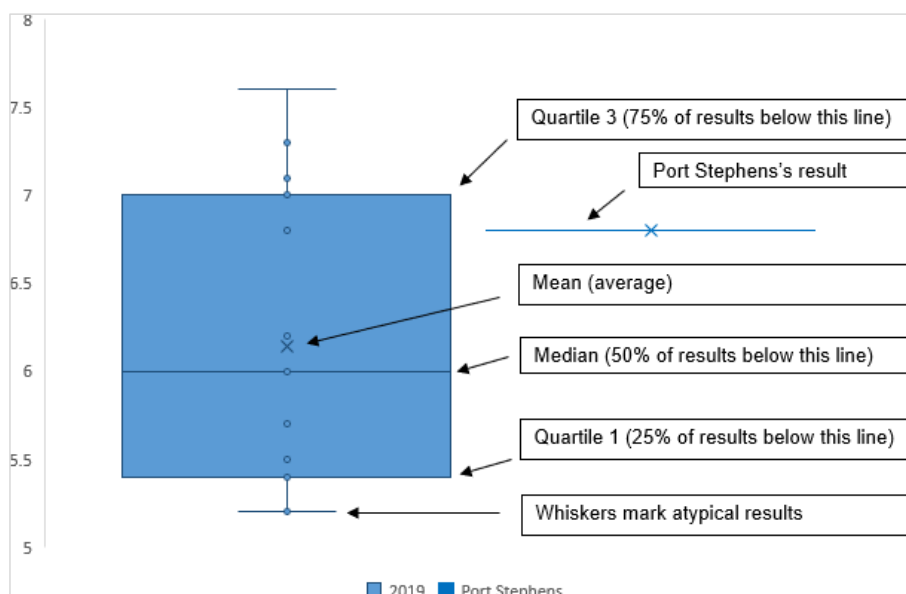 8
7.5
Quartile 3 (75% of results below this line)
7
Port Stephens's result
6.5
Mean (average)
6
Median (50% of results below this line)
5.5
Quartile 1 (25% of results below this line)
Whiskers mark atypical results
5
2019 Port Stephens